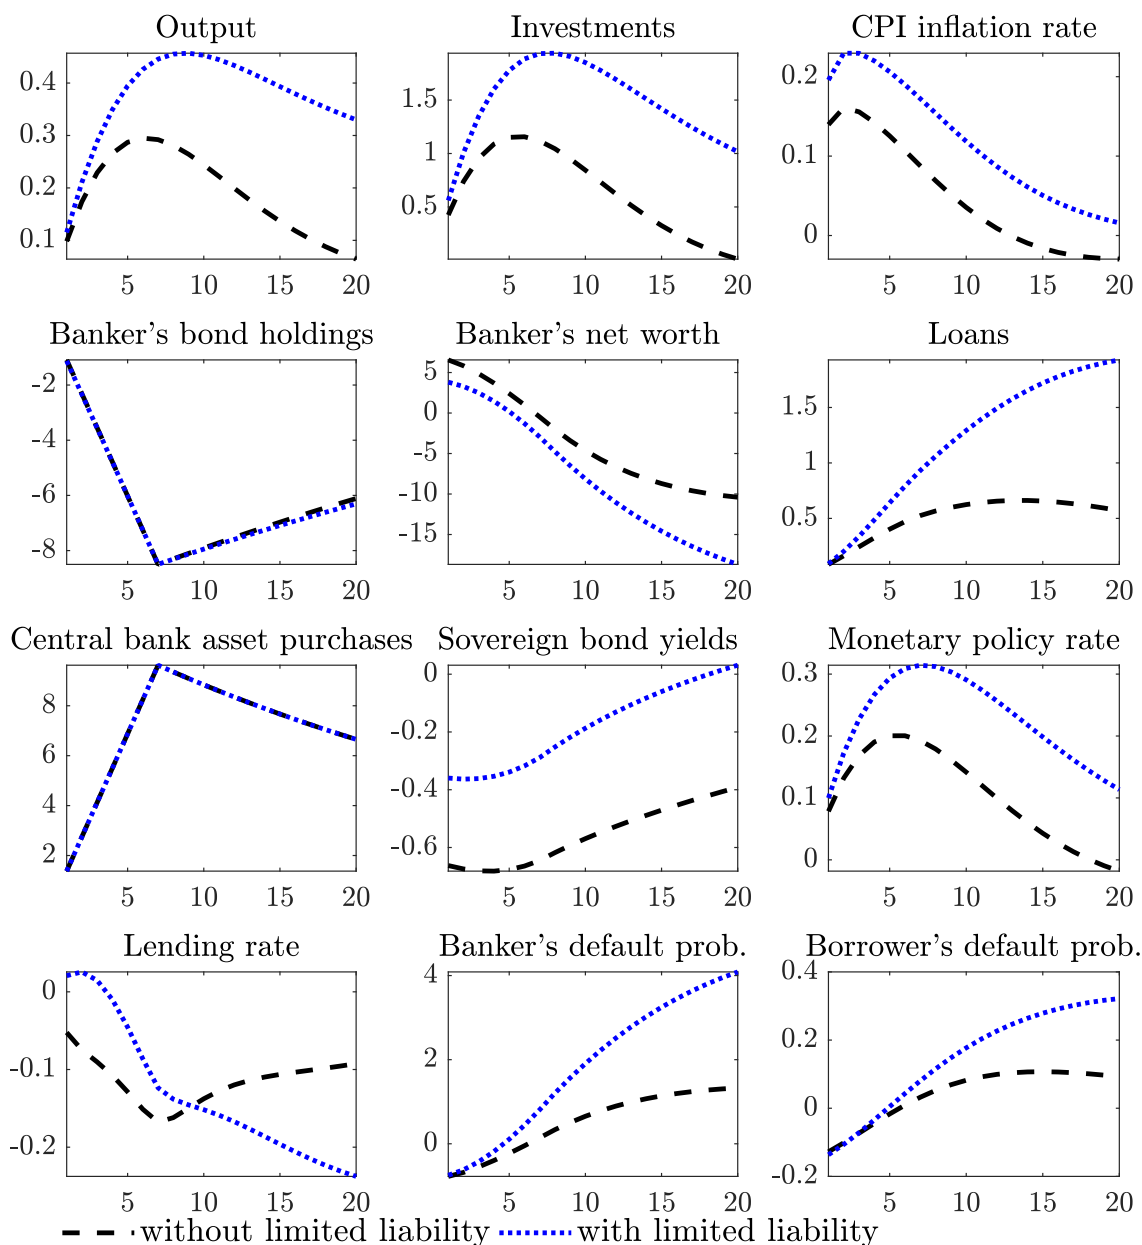 Output Investments CPI inflation rate
0.4 0.3 0.2 0.1
5 10 15 20
1.5 1 0.5
5 10 15 20
0.2 0.1 0
5 10 15 20
Banker's bond holdings Banker's net worth Loans
-2 -4 -6 -8
5 10 15 20
5 0 -5 -10 -15
5 10 15 20
1.5 1 0.5
5 10 15 20
Central bank asset purchases Sovereign bond yields Monetary policy rate
8 6 4 2
5 10 15 20
0 -0.2 -0.4 -0.6
5 10 15 20
0.3 0.2 0.1 0
5 10 15 20
Lending rate Banker's default prob. Borrower's default prob.
0 -0.1 -0.2
5 10 15 20
4 2 0
5 10 15 20
0.4 0.2 0 -0.2
5 10 15 20
without limited liability with limited liability